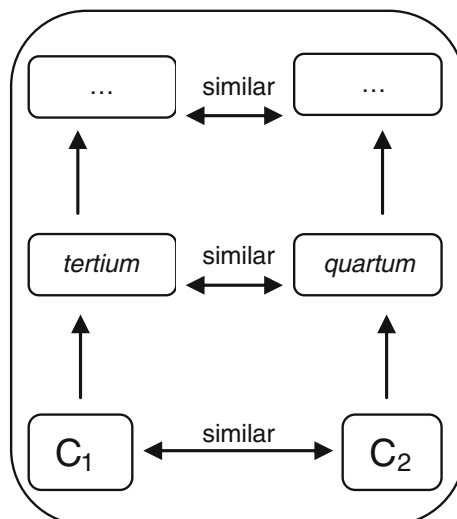 ... similar ...
tertium similar quartum
C₁ similar C₂